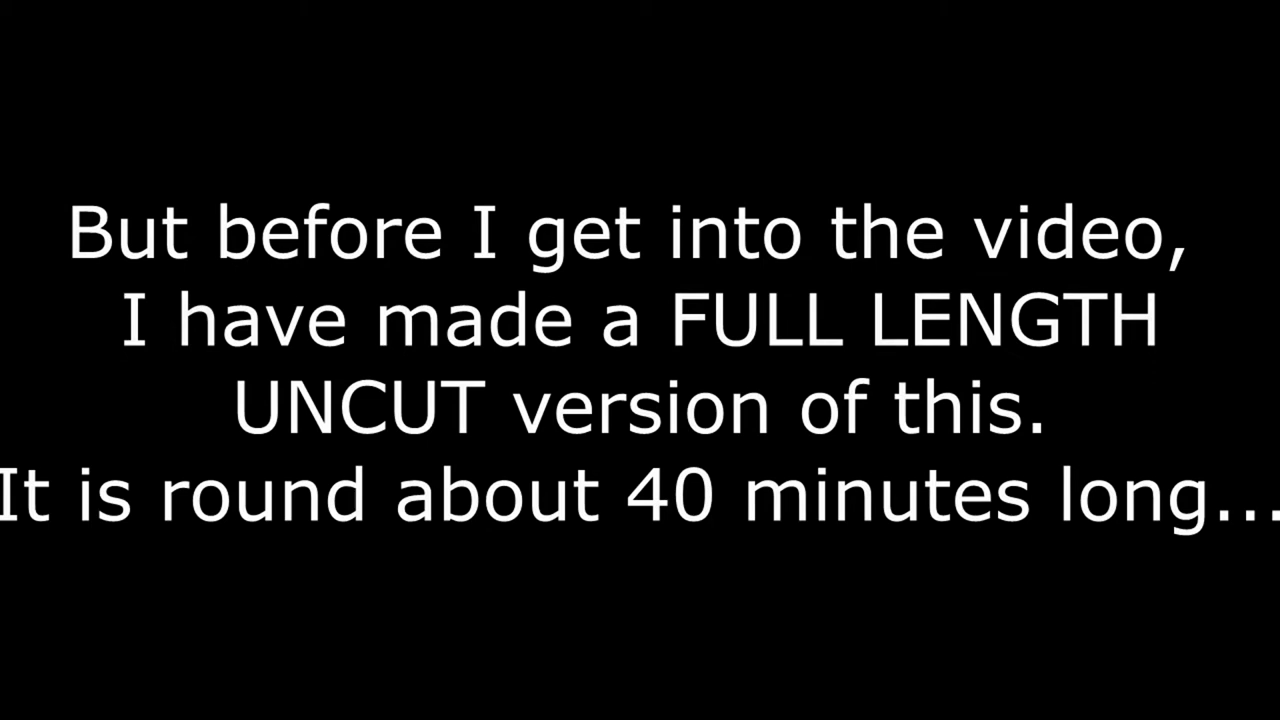 But before I get into the video,
I have made a FULL LENGTH
UNCUT version of this.
It is round about 40 minutes long...